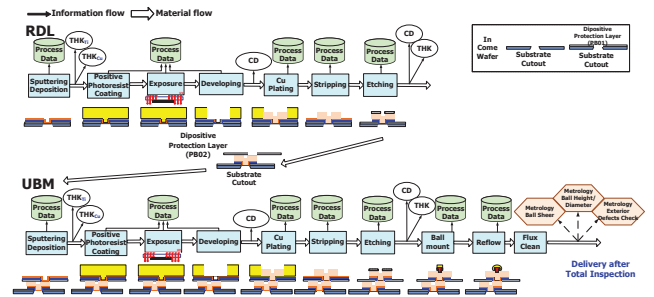 Information flow
Material flow
RDL
Process
Data
THK Ti
THK Cu
Process
Data
Process
Data
Process
Data
Process
Data
CD
CD
THK
Sputtering
Deposition
Positive
Photoresist
Coating
Exposure
Developing
Cu
Plating
Stripping
Etching
In
Come
Wafer
Substrate
Cutout
Dipositive
Protection Layer
(PB01)
Substrate
Cutout
Dipositive
Protection Layer
(PB02)
Substrate
Cutout
UBM
Process
Data
THK Ti
THK Cu
Process
Data
CD
Process
Data
Process
Data
Process
Data
CD
THK
Process
Data
Process
Data
Metrology
Ball Sheer
Metrology
Ball Height/
Diameter
Metrology
Exterior
Defects Check
Sputtering
Deposition
Positive
Photoresist
Coating
Exposure
Developing
Cu
Plating
Stripping
Etching
Ball
mount
Reflow
Flux
Clean
Delivery after
Total Inspection